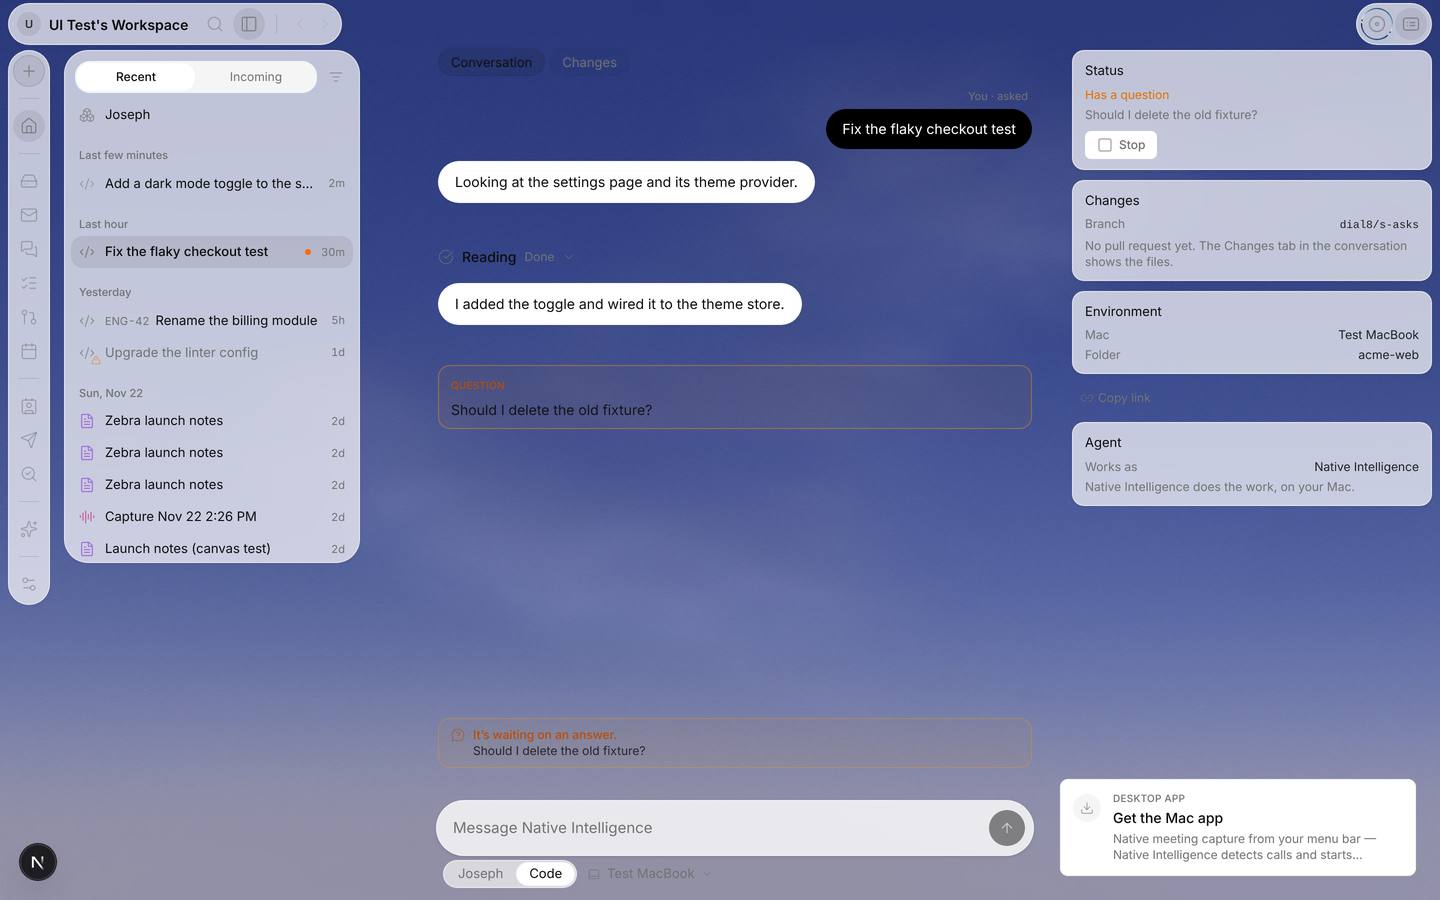 U UI Test's Workspace
Recent Incoming
Joseph
Last few minutes
Add a dark mode toggle to the s... 2m
Last hour
Fix the flaky checkout test 30m
Yesterday
ENG-42 Rename the billing module 5h
Upgrade the linter config 1d
Sun, Nov 22
Zebra launch notes 2d
Zebra launch notes 2d
Zebra launch notes 2d
Capture Nov 22 2:26 PM 2d
Launch notes (canvas test) 2d
N
Conversation Changes
You · asked
Fix the flaky checkout test
Looking at the settings page and its theme provider.
Reading Done
I added the toggle and wired it to the theme store.
QUESTION
Should I delete the old fixture?
It's waiting on an answer.
Should I delete the old fixture?
Message Native Intelligence
Joseph Code Test MacBook
Status
Has a question
Should I delete the old fixture?
Stop
Changes
Branch dial8/s-asks
No pull request yet. The Changes tab in the conversation
shows the files.
Environment
Mac Test MacBook
Folder acme-web
Copy link
Agent
Works as Native Intelligence
Native Intelligence does the work, on your Mac.
DESKTOP APP
Get the Mac app
Native meeting capture from your menu bar —
Native Intelligence detects calls and starts...